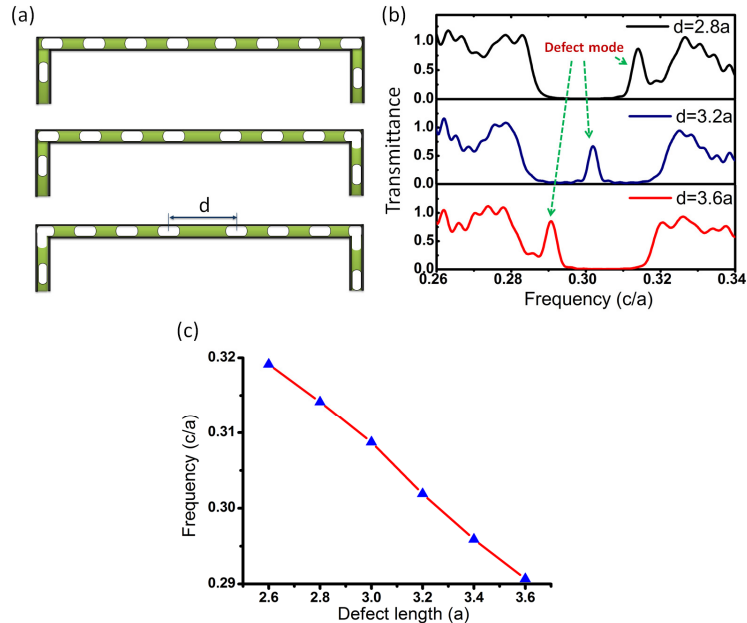 (a)
d
(b)
Transmittance
1.0
0.5
0.0
1.0
0.5
0.0
1.0
0.5
0.0
d=2.8a
Defect mode
d=3.2a
d=3.6a
0.26 0.28 0.30 0.32 0.34
Frequency (c/a)
(c)
Frequency (c/a)
0.32
0.31
0.30
0.29
2.6 2.8 3.0 3.2 3.4 3.6
Defect length (a)